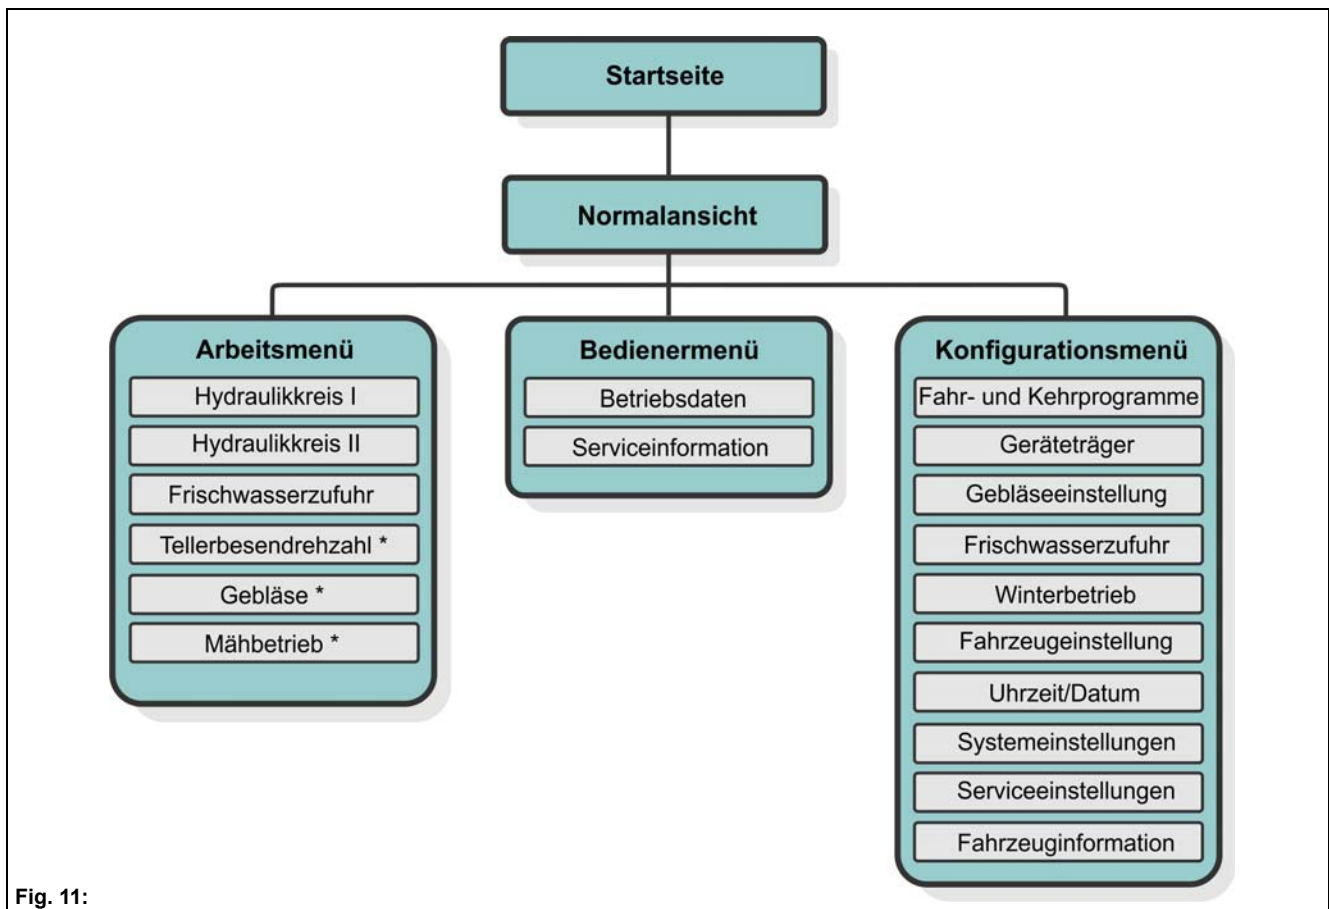 Startseite
Normalansicht
Arbeitsmenü
Hydraulikkreis I
Hydraulikkreis II
Frischwasserzufuhr
Tellerbesendrehzahl *
Gebläse *
Mähbetrieb *
Bedienermenü
Betriebsdaten
Serviceinformation
Konfigurationsmenü
Fahr- und Kehrprogramme
Geräteträger
Gebläseeinstellung
Frischwasserzufuhr
Winterbetrieb
Fahrzeugeinstellung
Uhrzeit/Datum
Systemeinstellungen
Serviceeinstellungen
Fahrzeuginformation
Fig. 11: